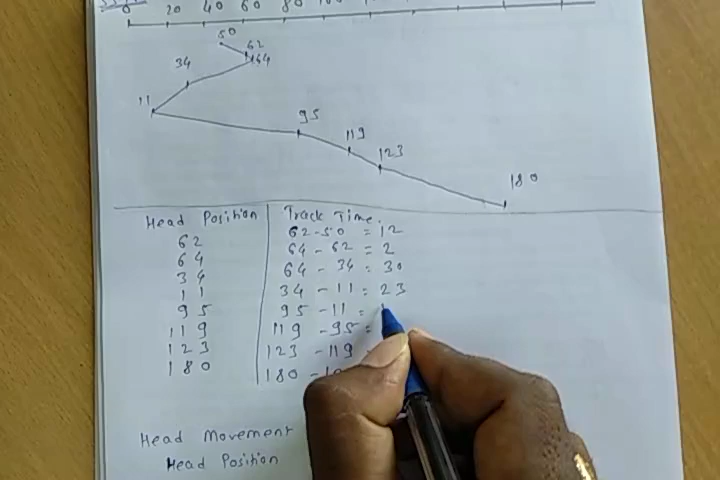 0 20 40 60 80
50
62
64
34
11
95
119
123
180
Head Position Track Time.
62 62-50 = 12
64 64 - 62 = 2
34 64 - 34 = 30
11 34 - 11 = 23
95 95 - 11 =
119 119 - 95 =
123 123 - 119
180 180 -
Head Movement
Head Position